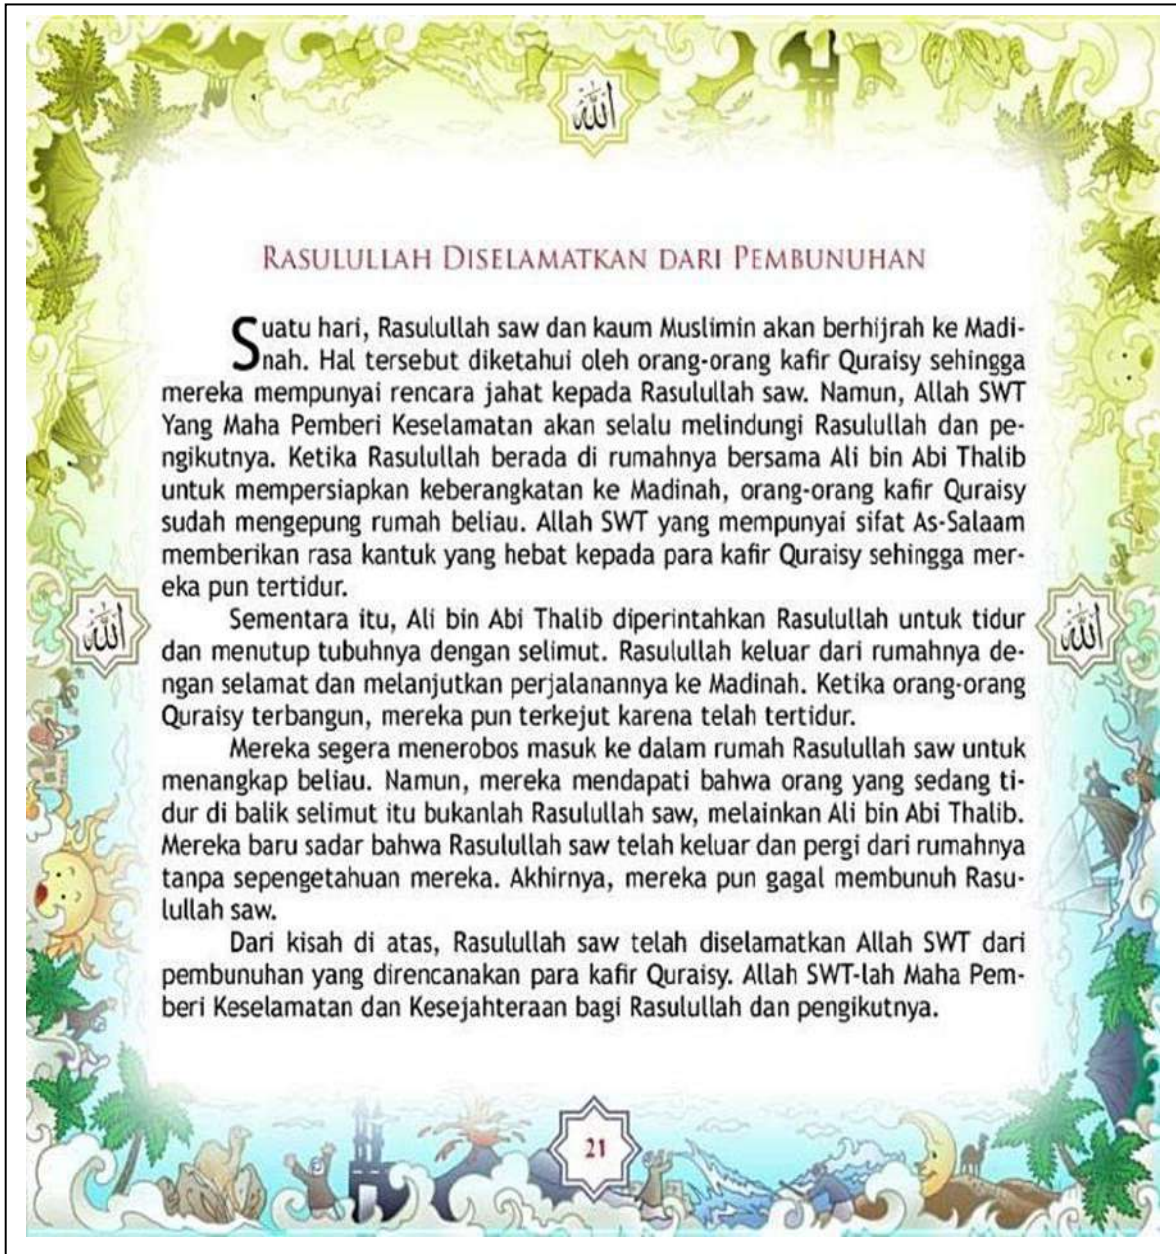 الله
RASULULLAH DISELAMATKAN DARI PEMBUNUHAN
Suatu hari, Rasulullah saw dan kaum Muslimin akan berhijrah ke Madi-
nah. Hal tersebut diketahui oleh orang-orang kafir Quraisy sehingga
mereka mempunyai rencara jahat kepada Rasulullah saw. Namun, Allah SWT
Yang Maha Pemberi Keselamatan akan selalu melindungi Rasulullah dan pe-
ngikutnya. Ketika Rasulullah berada di rumahnya bersama Ali bin Abi Thalib
untuk mempersiapkan keberangkatan ke Madinah, orang-orang kafir Quraisy
sudah mengepung rumah beliau. Allah SWT yang mempunyai sifat As-Salaam
memberikan rasa kantuk yang hebat kepada para kafir Quraisy sehingga mer-
eka pun tertidur.
Sementara itu, Ali bin Abi Thalib diperintahkan Rasulullah untuk tidur
dan menutup tubuhnya dengan selimut. Rasulullah keluar dari rumahnya de-
ngan selamat dan melanjutkan perjalanannya ke Madinah. Ketika orang-orang
Quraisy terbangun, mereka pun terkejut karena telah tertidur.
Mereka segera menerobos masuk ke dalam rumah Rasulullah saw untuk
menangkap beliau. Namun, mereka mendapati bahwa orang yang sedang ti-
dur di balik selimut itu bukanlah Rasulullah saw, melainkan Ali bin Abi Thalib.
Mereka baru sadar bahwa Rasulullah saw telah keluar dan pergi dari rumahnya
tanpa sepengetahuan mereka. Akhirnya, mereka pun gagal membunuh Rasu-
lullah saw.
Dari kisah di atas, Rasulullah saw telah diselamatkan Allah SWT dari
pembunuhan yang direncanakan para kafir Quraisy. Allah SWT-lah Maha Pem-
beri Keselamatan dan Kesejahteraan bagi Rasulullah dan pengikutnya.
الله
الله
21